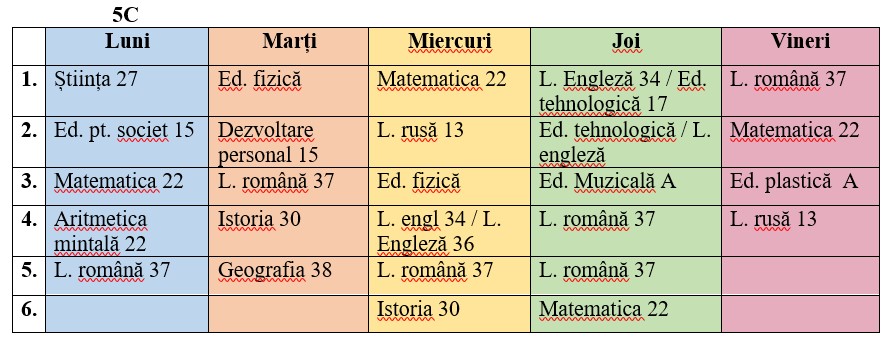 5C
Luni Marți Miercuri Joi Vineri
1. Știința 27 Ed. fizică Matematica 22 L. Engleză 34 / Ed. tehnologică 17 L. română 37
2. Ed. pt. societ 15 Dezvoltare personal 15 L. rusă 13 Ed. tehnologică / L. engleză Matematica 22
3. Matematica 22 L. română 37 Ed. fizică Ed. Muzicală A Ed. plastică A
4. Aritmetica mintală 22 Istoria 30 L. engl 34 / L. Engleză 36 L. română 37 L. rusă 13
5. L. română 37 Geografia 38 L. română 37 L. română 37
6. Istoria 30 Matematica 22